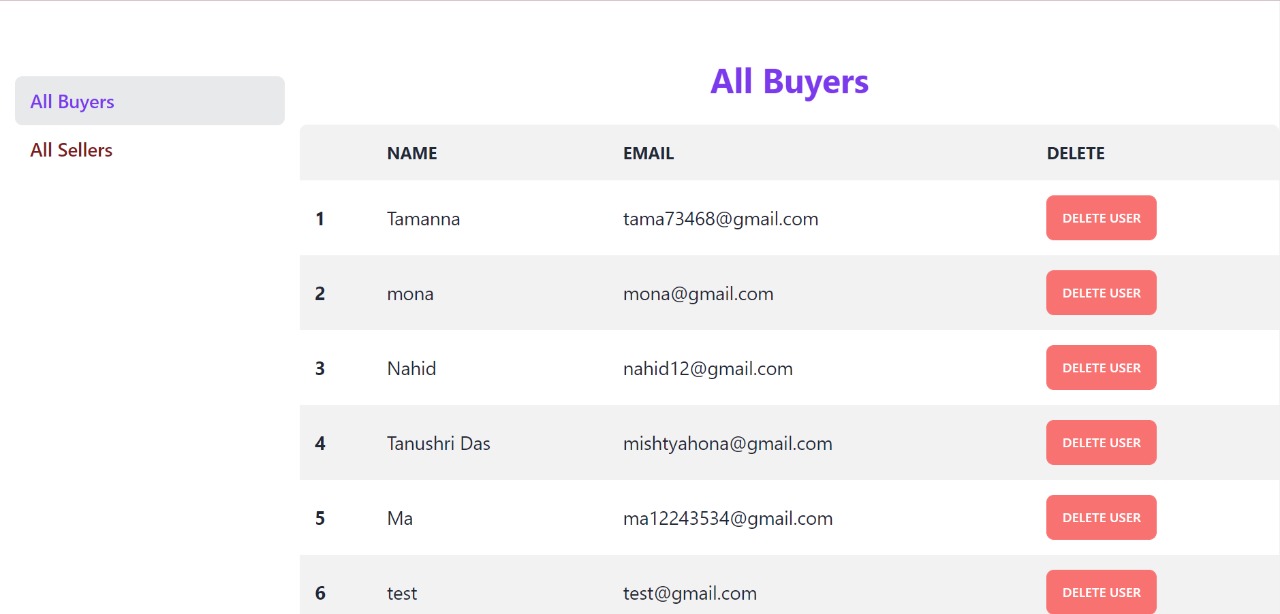 All Buyers
All Buyers
All Sellers
NAME EMAIL DELETE
1 Tamanna tama73468@gmail.com DELETE USER
2 mona mona@gmail.com DELETE USER
3 Nahid nahid12@gmail.com DELETE USER
4 Tanushri Das mishtyahona@gmail.com DELETE USER
5 Ma ma12243534@gmail.com DELETE USER
6 test test@gmail.com DELETE USER